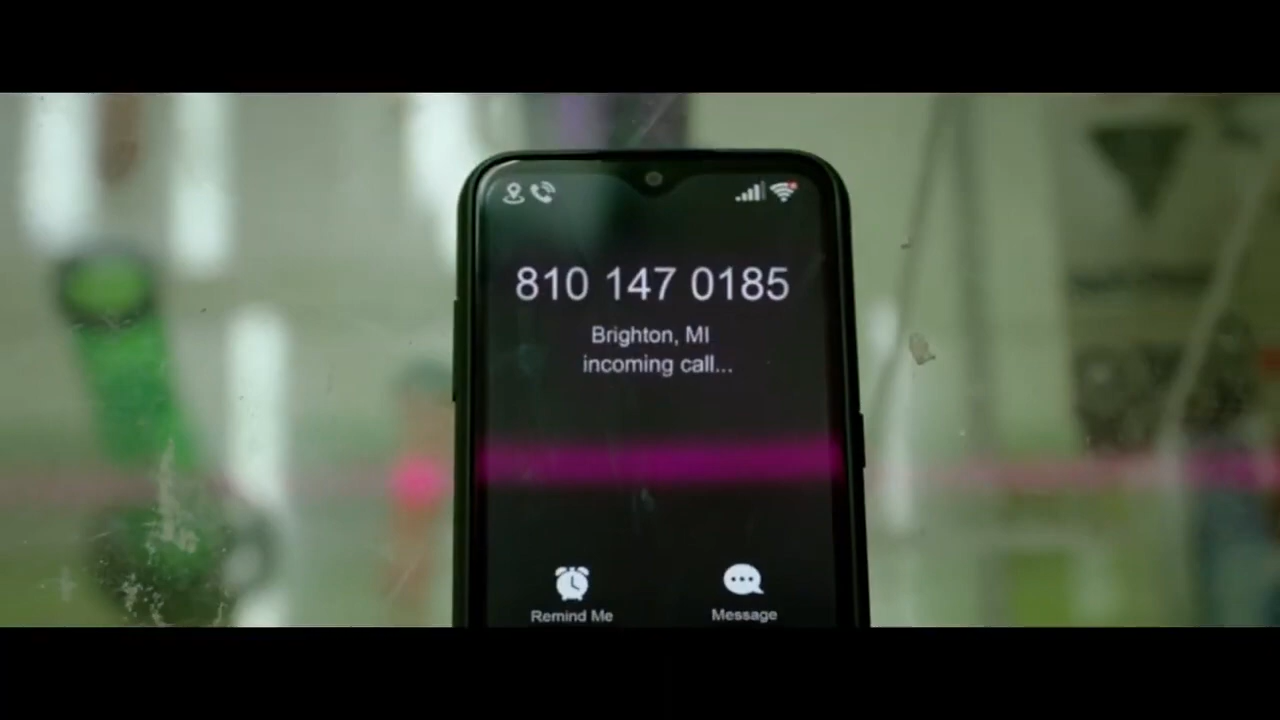 810 147 0185
Brighton, MI
incoming call...
Remind Me
Message